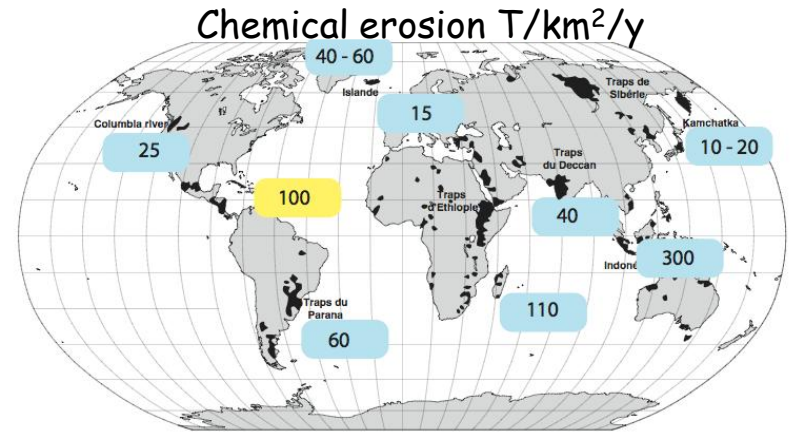 Chemical erosion T/km²/y
40 - 60
Islande
Traps de
Sibérie
15
Columbia river
Kamchatka
25
10 - 20
Traps
du Deccan
100
Traps
d'Ethiopie
40
Indoné
300
Traps du
Parana
110
60